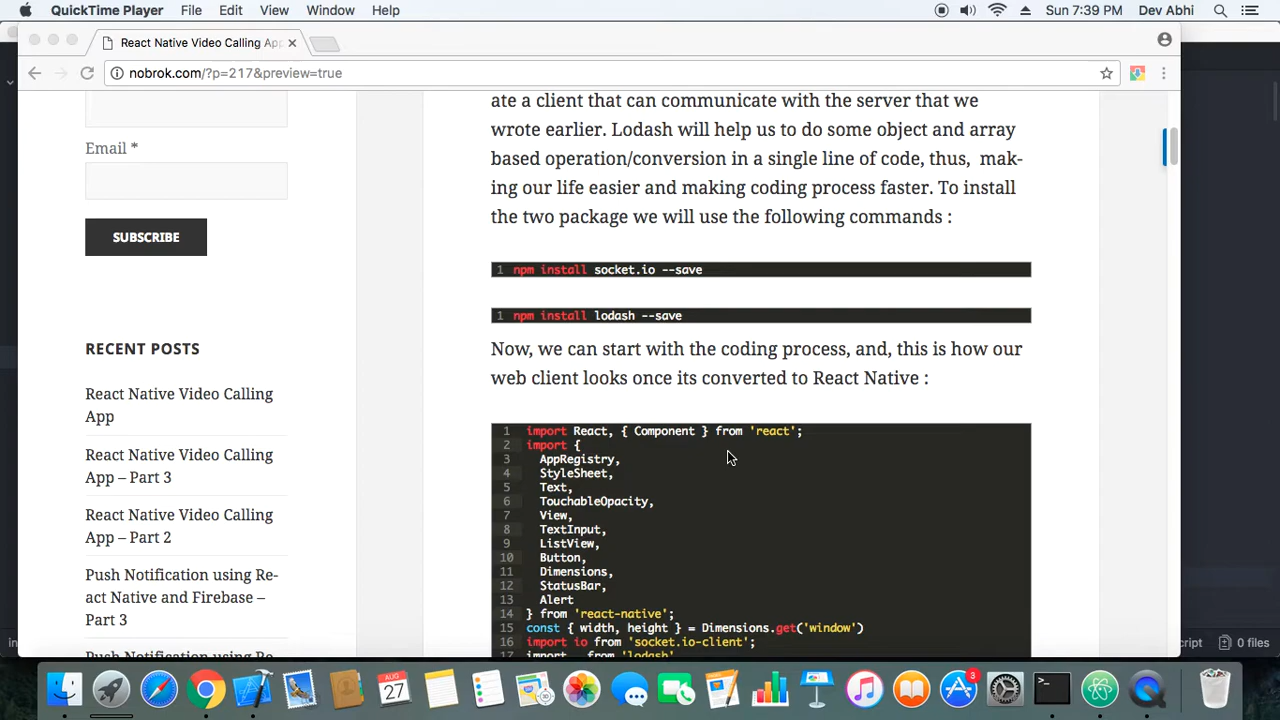 QuickTime Player File Edit View Window Help Sun 7:39 PM Dev Abhi
React Native Video Calling App
nobrok.com/?p=217&preview=true
Email *
SUBSCRIBE
RECENT POSTS
React Native Video Calling
App
React Native Video Calling
App – Part 3
React Native Video Calling
App – Part 2
Push Notification using Re-
act Native and Firebase –
Part 3
ate a client that can communicate with the server that we
wrote earlier. Lodash will help us to do some object and array
based operation/conversion in a single line of code, thus, mak-
ing our life easier and making coding process faster. To install
the two package we will use the following commands :
1 npm install socket.io --save
1 npm install lodash --save
Now, we can start with the coding process, and, this is how our
web client looks once its converted to React Native :
1 import React, { Component } from 'react';
2 import {
3 AppRegistry,
4 StyleSheet,
5 Text,
6 TouchableOpacity,
7 View,
8 TextInput,
9 ListView,
10 Button,
11 Dimensions,
12 StatusBar,
13 Alert
14 } from 'react-native';
15 const { width, height } = Dimensions.get('window')
16 import io from 'socket.io-client';
17 import _ from 'lodash'
0 files
AUG
27
3